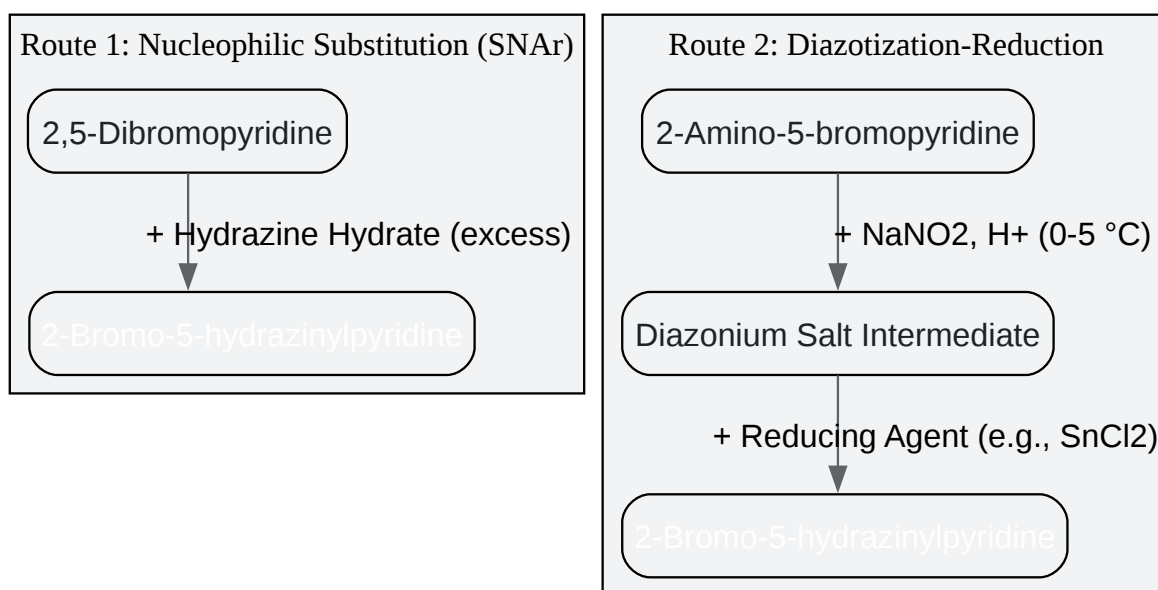 Route 1: Nucleophilic Substitution (SNAr)
2,5-Dibromopyridine
+ Hydrazine Hydrate (excess)
2-Bromo-5-hydrazinylpyridine
Route 2: Diazotization-Reduction
2-Amino-5-bromopyridine
+ NaNO2, H+ (0-5 °C)
Diazonium Salt Intermediate
+ Reducing Agent (e.g., SnCl2)
2-Bromo-5-hydrazinylpyridine